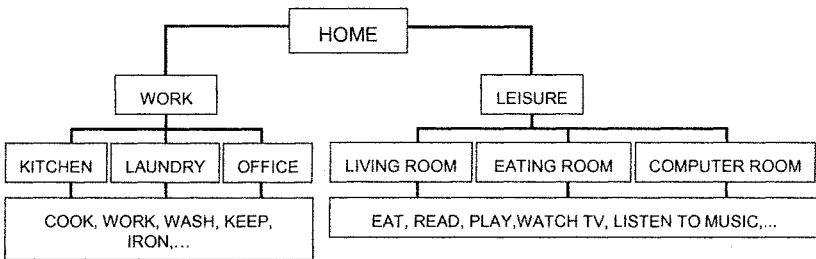 HOME
WORK
LEISURE
KITCHEN
LAUNDRY
OFFICE
LIVING ROOM
EATING ROOM
COMPUTER ROOM
COOK, WORK, WASH, KEEP,
IRON,...
EAT, READ, PLAY,WATCH TV, LISTEN TO MUSIC,...